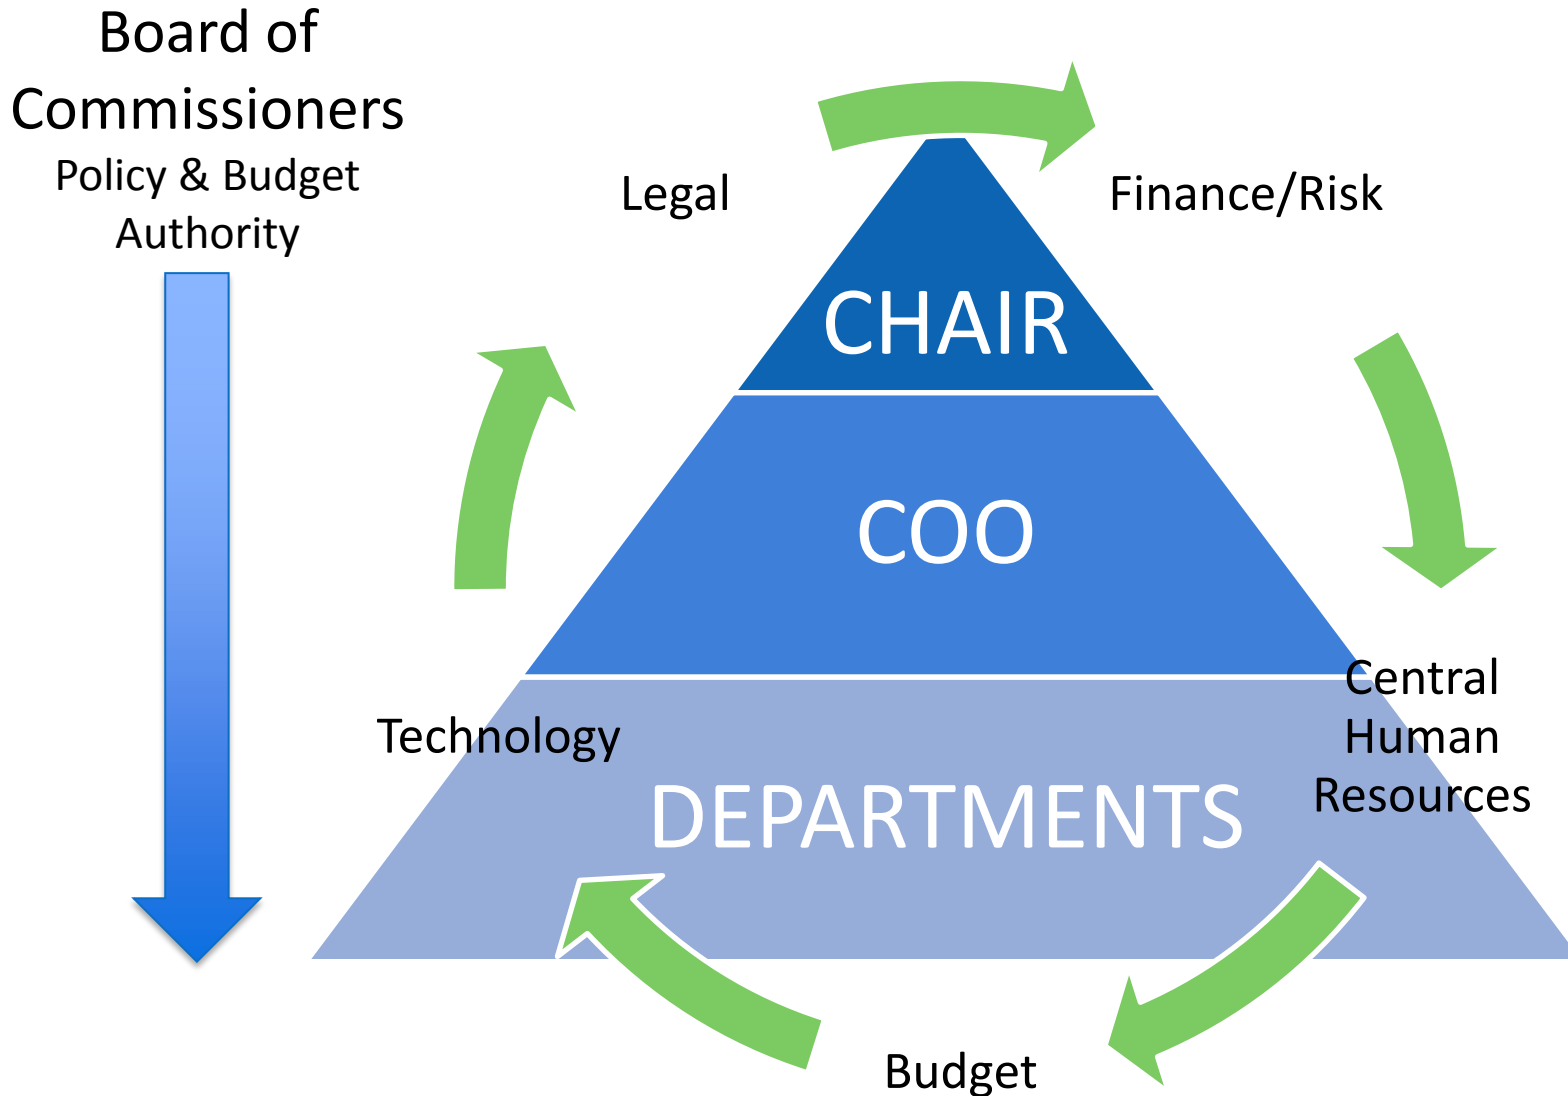 Board of
Commissioners
Policy & Budget
Authority
Legal
Finance/Risk
CHAIR
COO
Technology
Central
Human
Resources
DEPARTMENTS
Budget